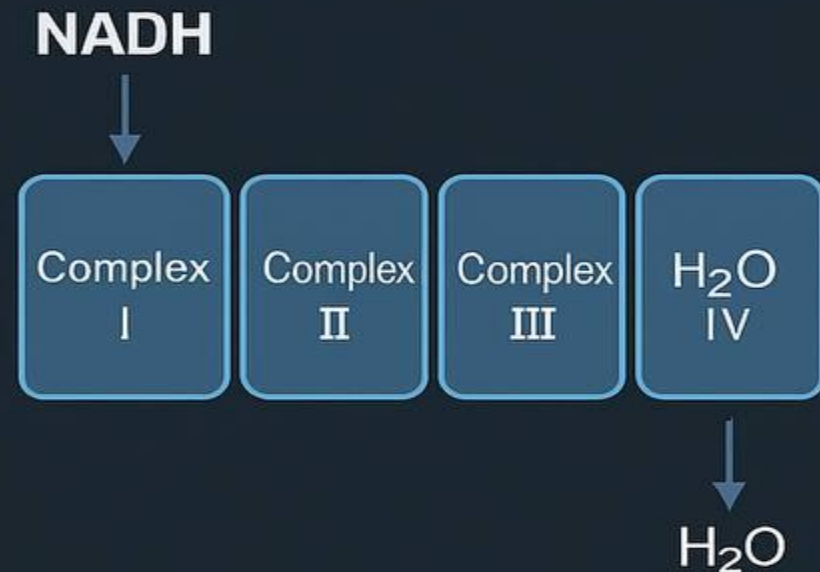 NADH
Complex
I
Complex
II
Complex
III
H₂O
IV
H₂O